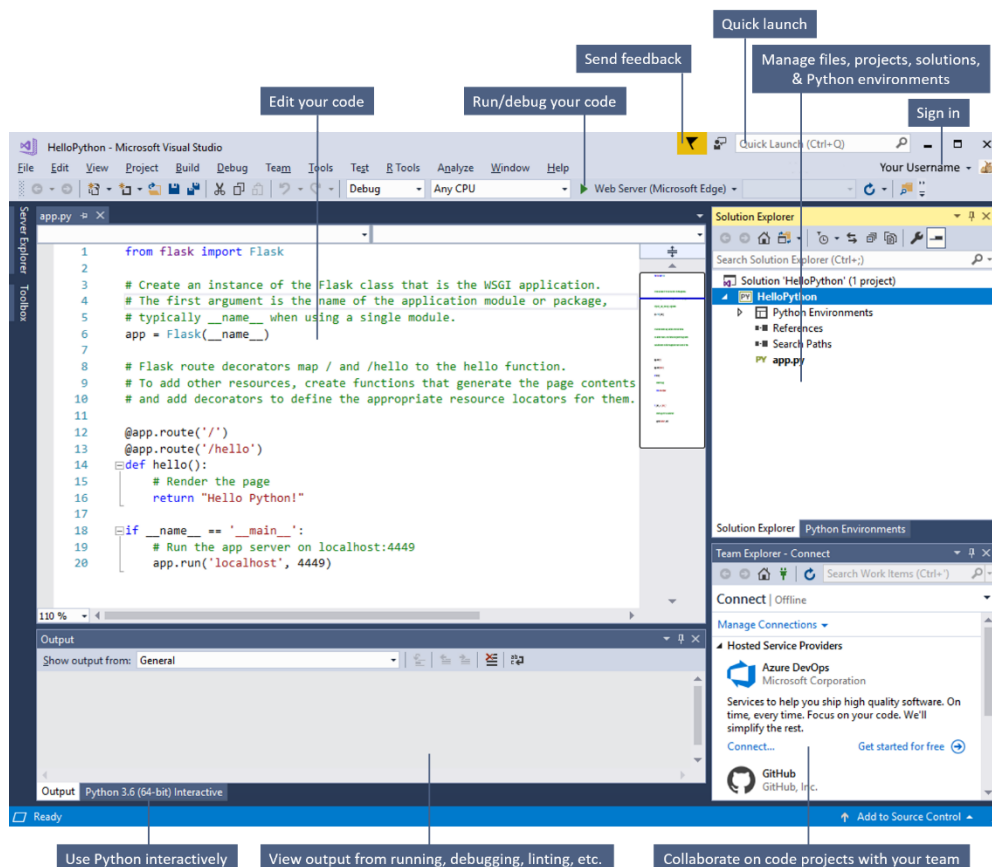 Quick launch
Send feedback
Manage files, projects, solutions,
& Python environments
Edit your code
Run/debug your code
Sign in
HelloPython - Microsoft Visual Studio
Quick Launch (Ctrl+Q)
File Edit View Project Build Debug Team Tools Test R Tools Analyze Window Help
Your Username
Debug
Any CPU
Web Server (Microsoft Edge)
Server Explorer
Toolbox
app.py
1 from flask import Flask
2
3 # Create an instance of the Flask class that is the WSGI application.
4 # The first argument is the name of the application module or package,
5 # typically __name__ when using a single module.
6 app = Flask(__name__)
7
8 # Flask route decorators map / and /hello to the hello function.
9 # To add other resources, create functions that generate the page contents
10 # and add decorators to define the appropriate resource locators for them.
11
12 @app.route('/')
13 @app.route('/hello')
14 def hello():
15 # Render the page
16 return "Hello Python!"
17
18 if __name__ == '__main__':
19 # Run the app server on localhost:4449
20 app.run('localhost', 4449)
110 %
Solution Explorer
Search Solution Explorer (Ctrl+;)
Solution 'HelloPython' (1 project)
PY HelloPython
Python Environments
References
Search Paths
PY app.py
Solution Explorer Python Environments
Team Explorer - Connect
Search Work Items (Ctrl+')
Connect | Offline
Manage Connections
Hosted Service Providers
Azure DevOps
Microsoft Corporation
Services to help you ship high quality software. On
time, every time. Focus on your code. We'll
simplify the rest.
Connect...
Get started for free
GitHub
GitHub, Inc.
Output
Show output from: General
Output Python 3.6 (64-bit) Interactive
Ready
Add to Source Control
Use Python interactively
View output from running, debugging, linting, etc.
Collaborate on code projects with your team